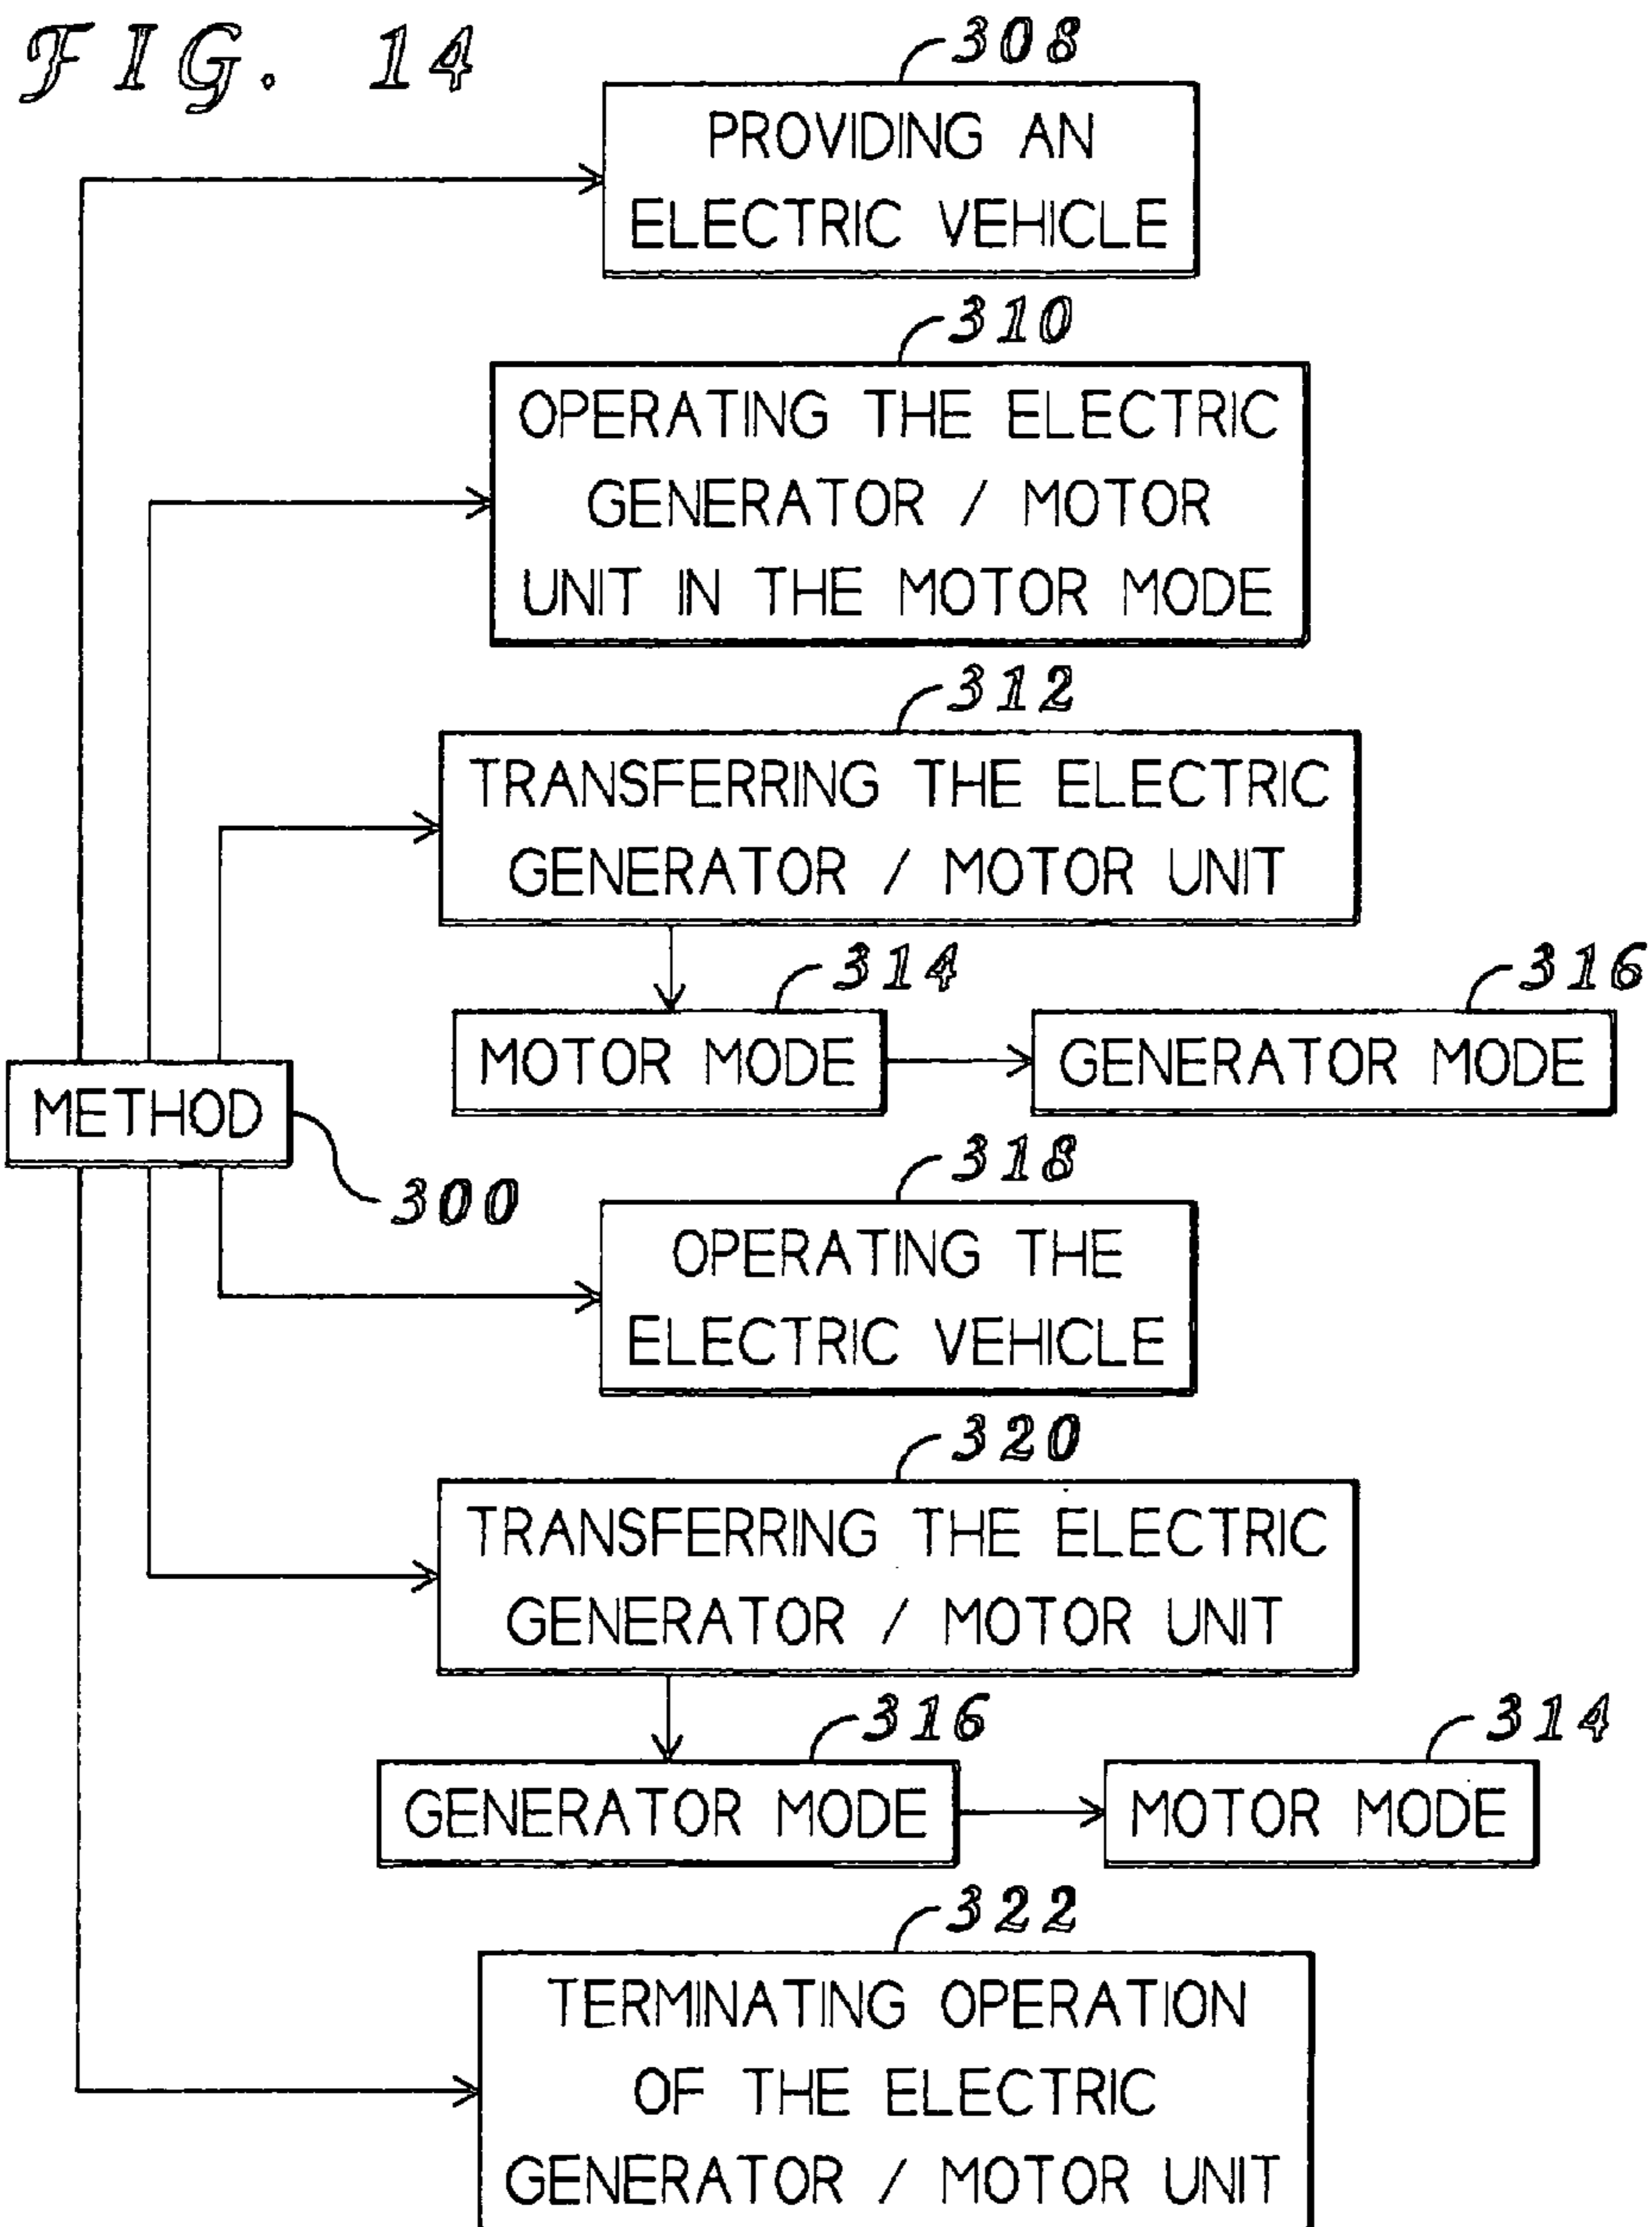 FIG. 14
308
PROVIDING AN
ELECTRIC VEHICLE
310
OPERATING THE ELECTRIC
GENERATOR / MOTOR
UNIT IN THE MOTOR MODE
312
TRANSFERRING THE ELECTRIC
GENERATOR / MOTOR UNIT
314
316
MOTOR MODE
GENERATOR MODE
METHOD
300
318
OPERATING THE
ELECTRIC VEHICLE
320
TRANSFERRING THE ELECTRIC
GENERATOR / MOTOR UNIT
316
314
GENERATOR MODE
MOTOR MODE
322
TERMINATING OPERATION
OF THE ELECTRIC
GENERATOR / MOTOR UNIT